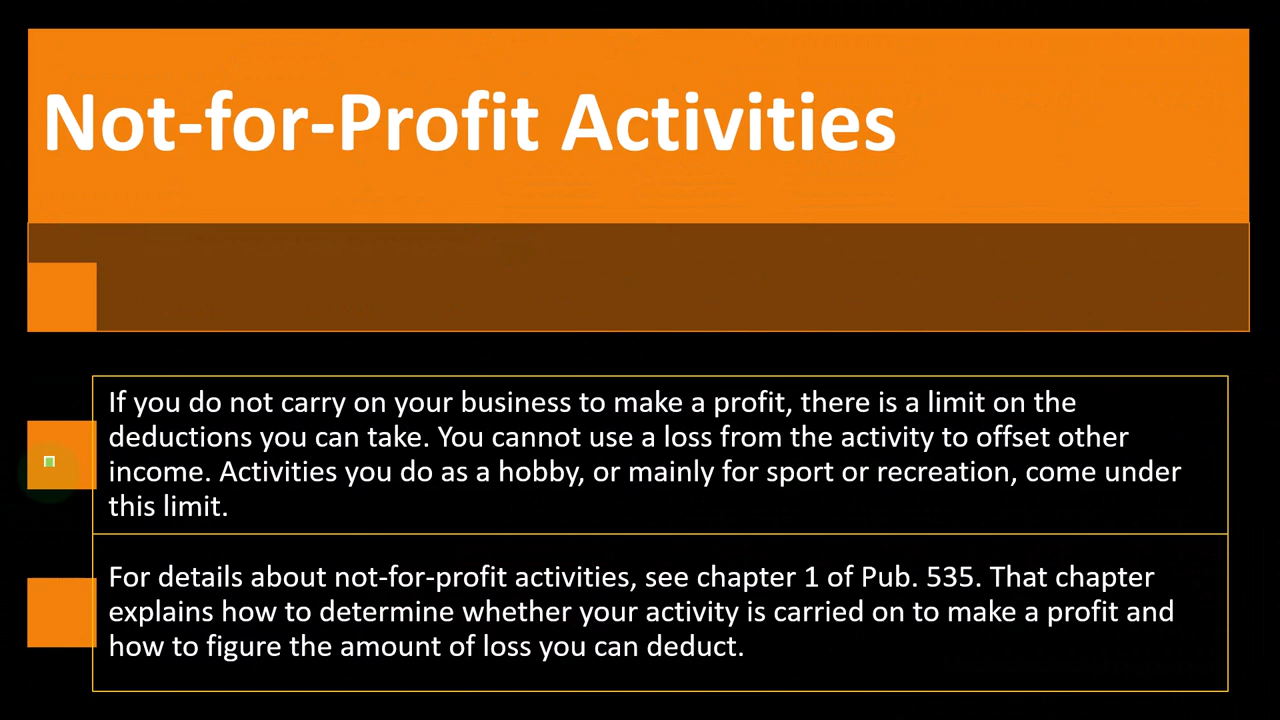 Not-for-Profit Activities
If you do not carry on your business to make a profit, there is a limit on the
deductions you can take. You cannot use a loss from the activity to offset other
income. Activities you do as a hobby, or mainly for sport or recreation, come under
this limit.
For details about not-for-profit activities, see chapter 1 of Pub. 535. That chapter
explains how to determine whether your activity is carried on to make a profit and
how to figure the amount of loss you can deduct.